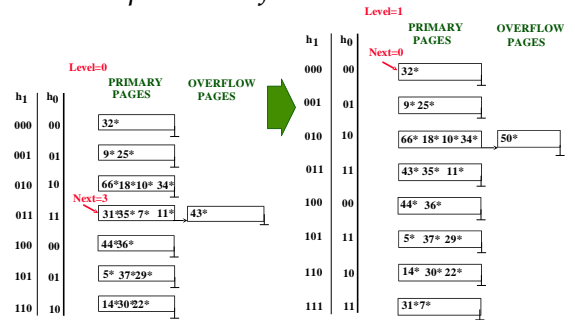 Level=0
h1 h0 PRIMARY PAGES OVERFLOW PAGES
000 00 32*
001 01 9* 25*
010 10 66* 18* 10* 34*
Next=3
011 11 31* 35* 7* 11* 43*
100 00 44* 36*
101 01 5* 37* 29*
110 10 14* 30* 22*
Level=1
h1 h0 PRIMARY PAGES OVERFLOW PAGES
Next=0
000 00 32*
001 01 9* 25*
010 10 66* 18* 10* 34* 50*
011 11 43* 35* 11*
100 00 44* 36*
101 11 5* 37* 29*
110 10 14* 30* 22*
111 11 31* 7*